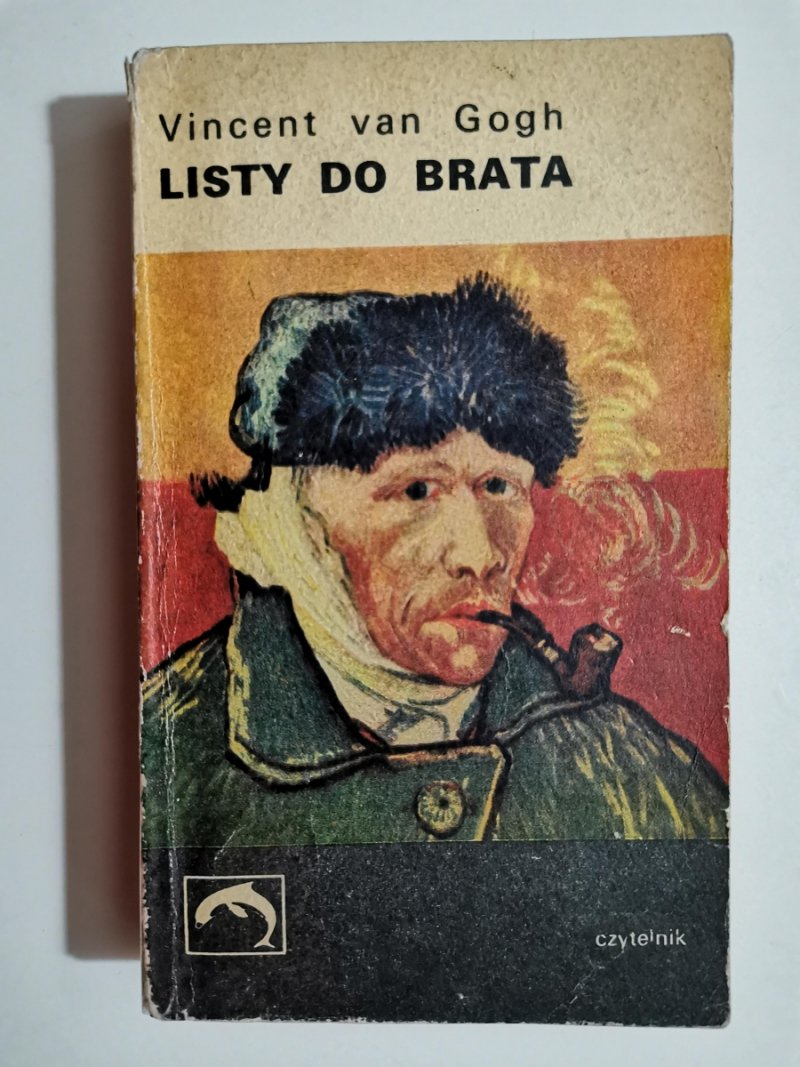 Vincent van Gogh
LISTY DO BRATA
czytelnik